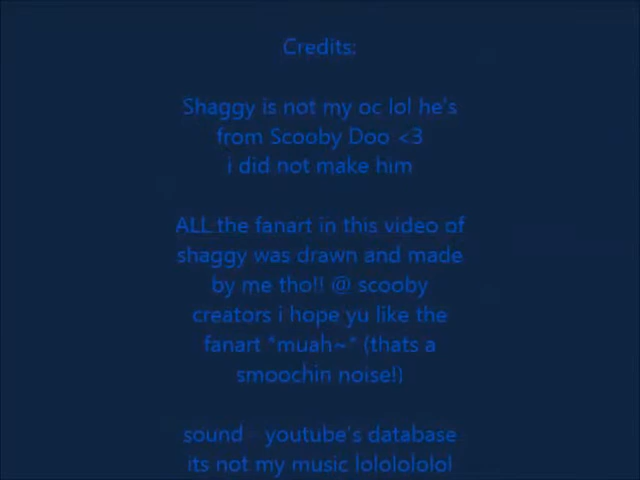 Credits:
Shaggy is not my oc lol he's
from Scooby Doo <3
i did not make him
ALL the fanart in this video of
shaggy was drawn and made
by me tho!! @ scooby
creators i hope yu like the
fanart *muah~* (thats a
smoochin noise!)
sound - youtube's database
its not my music lolololol